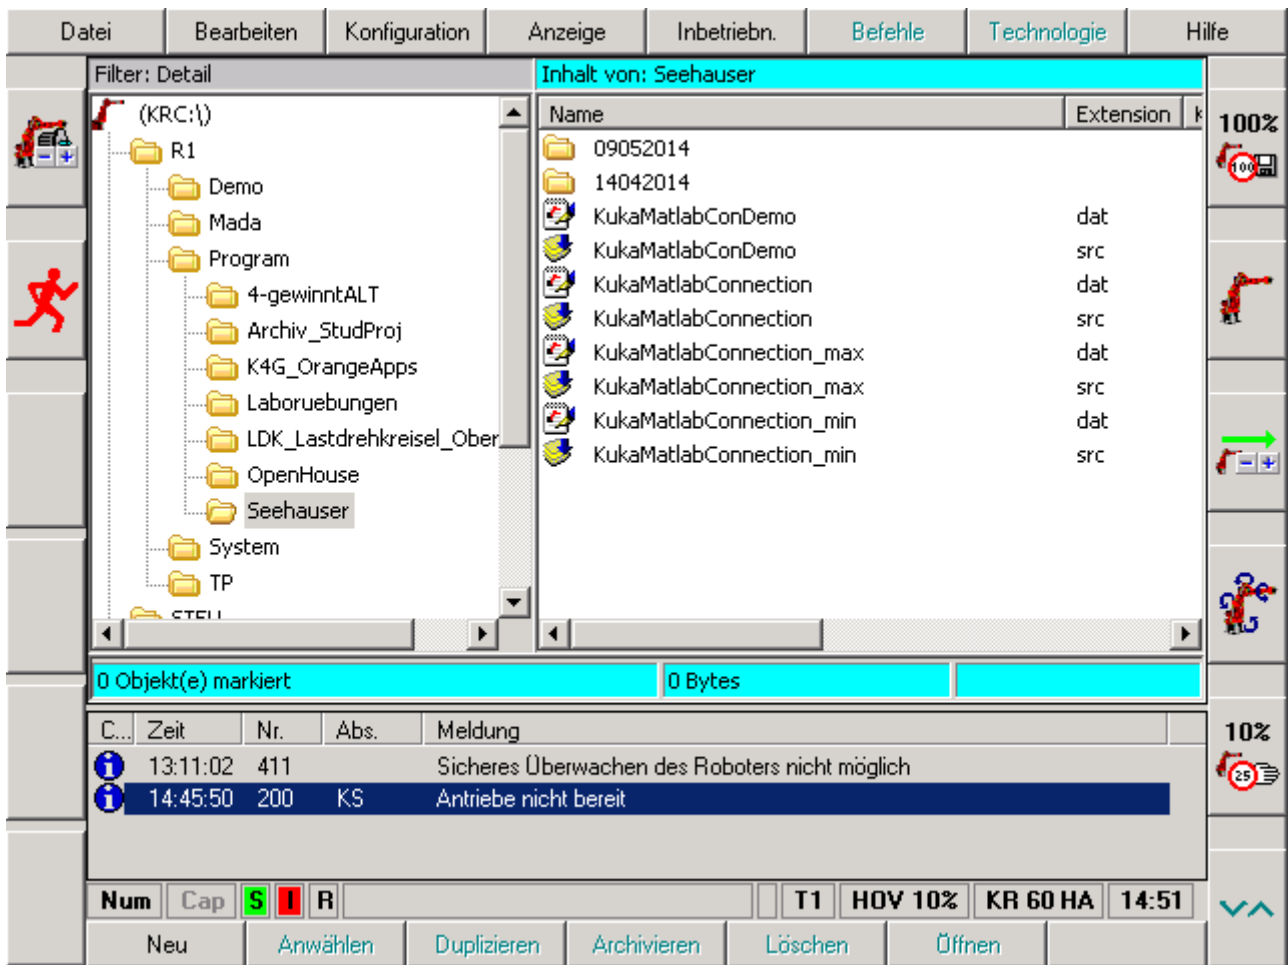 Datei Bearbeiten Konfiguration Anzeige Inbetriebn. Befehle Technologie Hilfe
Filter: Detail
Inhalt von: Seehauser
(KRC:\)
R1
Demo
Mada
Program
4-gewinntALT
Archiv_StudProj
K4G_OrangeApps
Laboruebungen
LDK_Lastdrehkreisel_Ober
OpenHouse
Seehauser
System
TP
Name Extension
09052014
14042014
KukaMatlabConDemo dat
KukaMatlabConDemo src
KukaMatlabConnection dat
KukaMatlabConnection src
KukaMatlabConnection_max dat
KukaMatlabConnection_max src
KukaMatlabConnection_min dat
KukaMatlabConnection_min src
100%
100
0 Objekt(e) markiert 0 Bytes
C... Zeit Nr. Abs. Meldung
13:11:02 411 Sicheres Überwachen des Roboters nicht möglich
14:45:50 200 KS Antriebe nicht bereit
10%
25
Num Cap S I R T1 HOV 10% KR 60 HA 14:51
Neu Anwählen Duplizieren Archivieren Löschen Öffnen